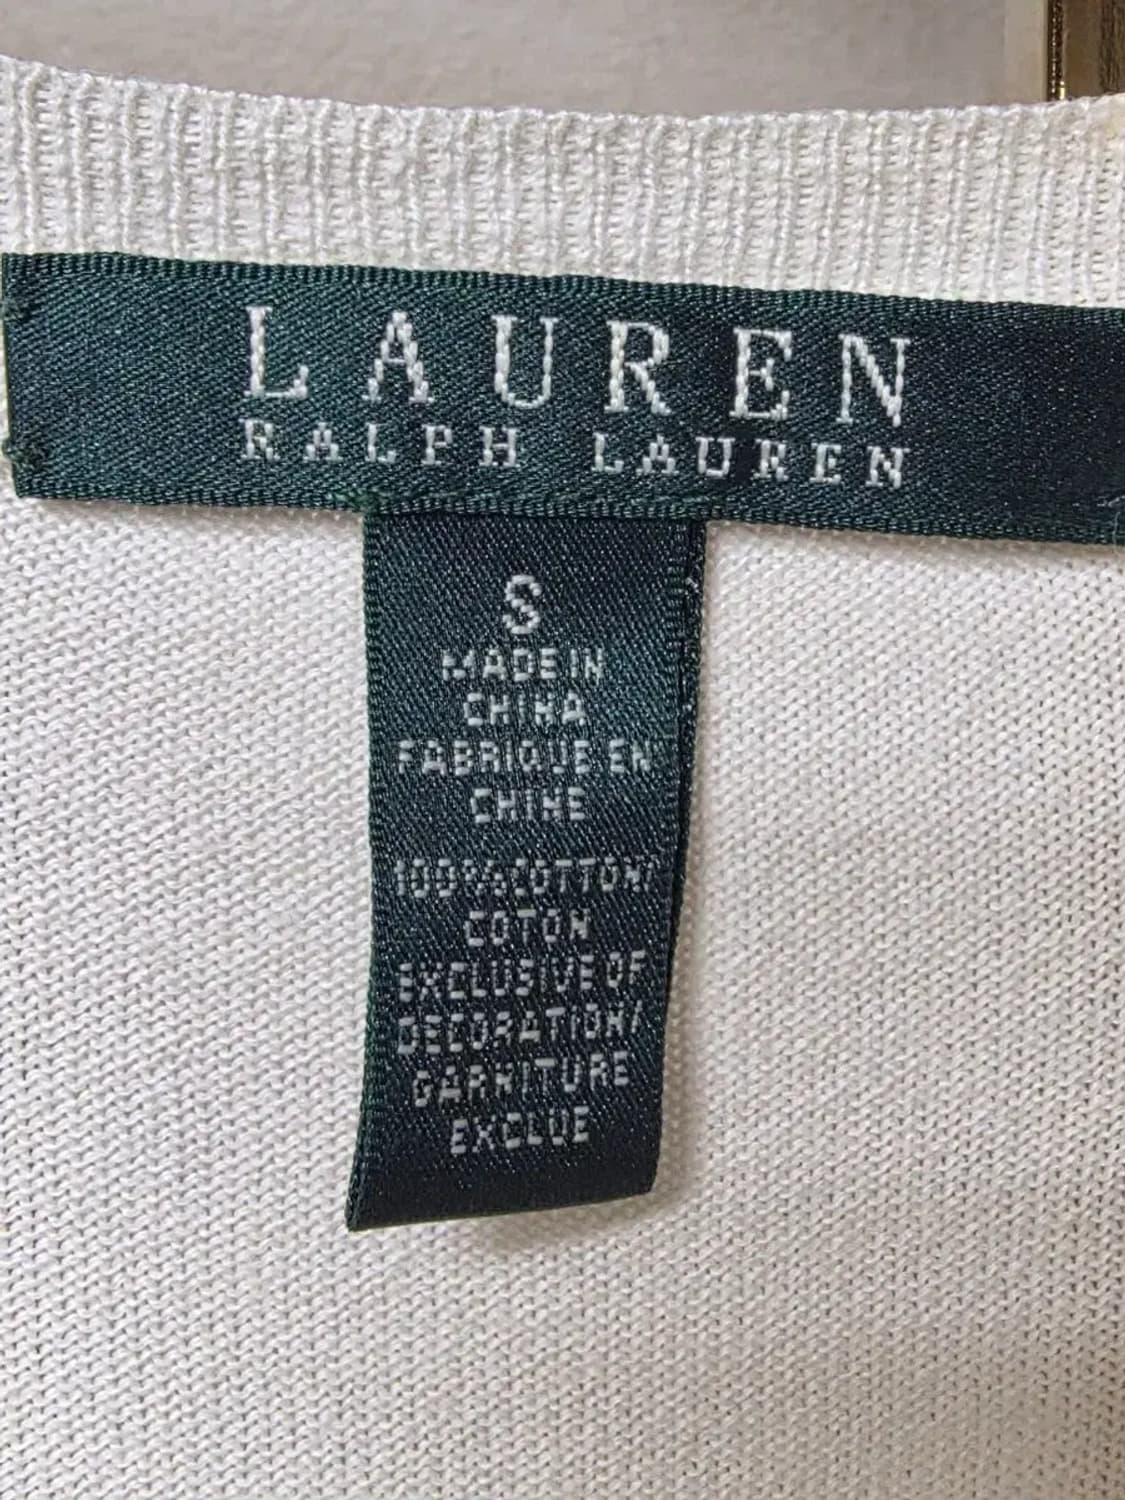 LAUREN
RALPH LAUREN
S
MADE IN
CHINA
FABRIQUE EN
CHINE
100% COTTON/
COTON
EXCLUSIVE OF
DECORATION/
GARNITURE
EXCLUE